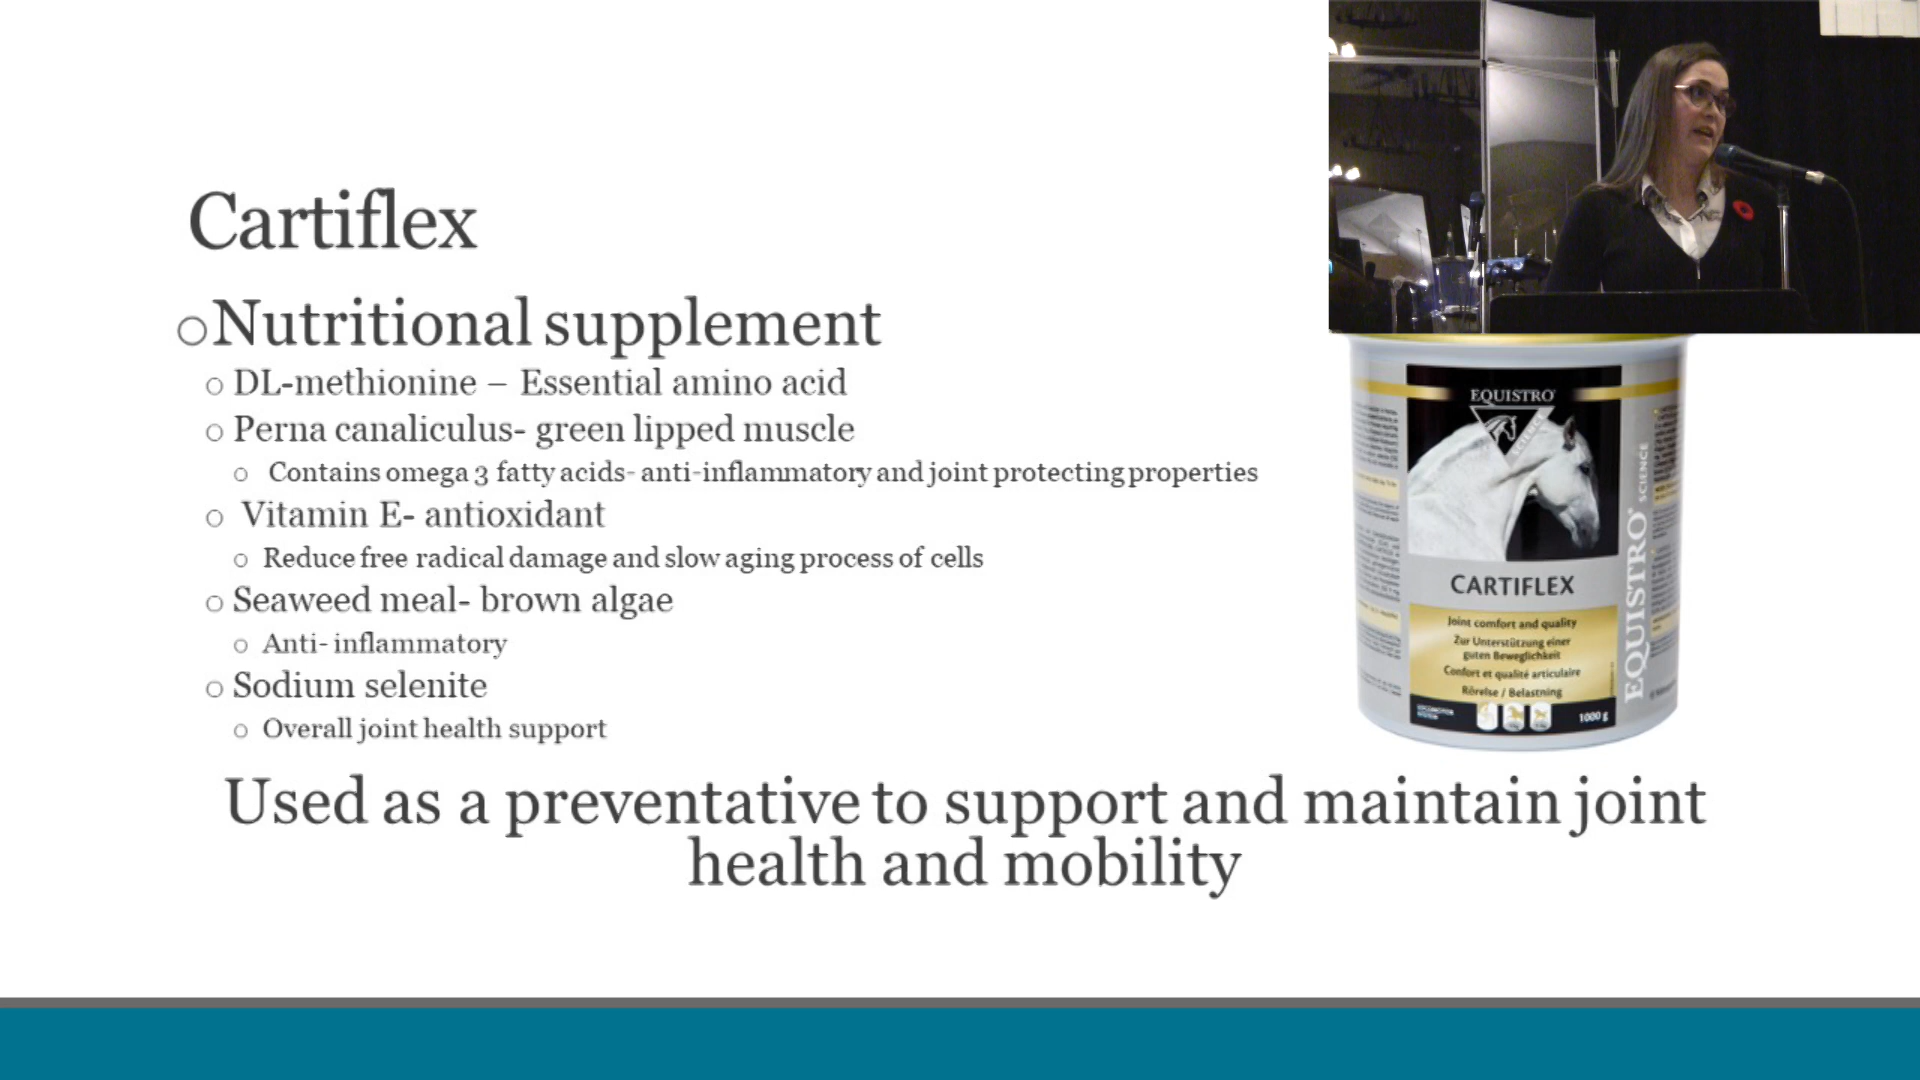 Cartiflex
Nutritional supplement
DL-methionine – Essential amino acid
Perna canaliculus- green lipped muscle
Contains omega 3 fatty acids- anti-inflammatory and joint protecting properties
Vitamin E- antioxidant
Reduce free radical damage and slow aging process of cells
Seaweed meal- brown algae
Anti- inflammatory
Sodium selenite
Overall joint health support
Used as a preventative to support and maintain joint
health and mobility
EQUISTRO®
SCIENCE
CARTIFLEX
Joint comfort and quality
Zur Unterstützung einer
guten Beweglichkeit
Confort et qualité articulaire
Rörelse / Belastning
1000 g
EQUISTRO® SCIENCE